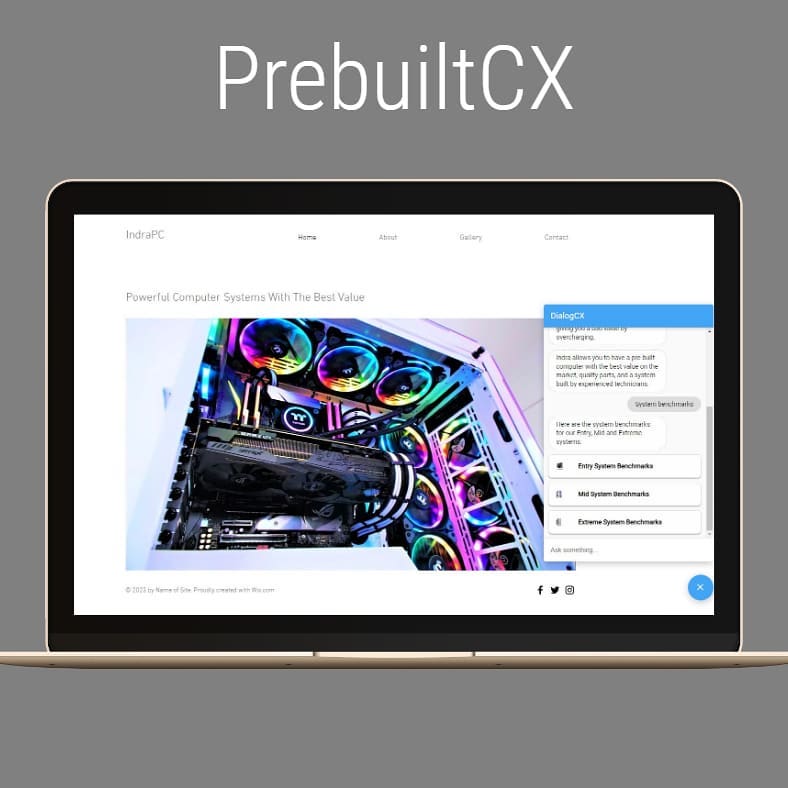 PrebuiltCX
IndraPC
Home
About
Gallery
Contact
Powerful Computer Systems With The Best Value
DialogCX
giving you a bad value by
overcharging.
Indra allows you to have a pre built
computer with the best value on the
market, quality parts, and a system
built by experienced technicians.
System benchmarks
Here are the system benchmarks
for our Entry, Mid and Extreme
systems.
Entry System Benchmarks
Mid System Benchmarks
Extreme System Benchmarks
Ask something...
© 2023 by Name of Site. Proudly created with Wix.com